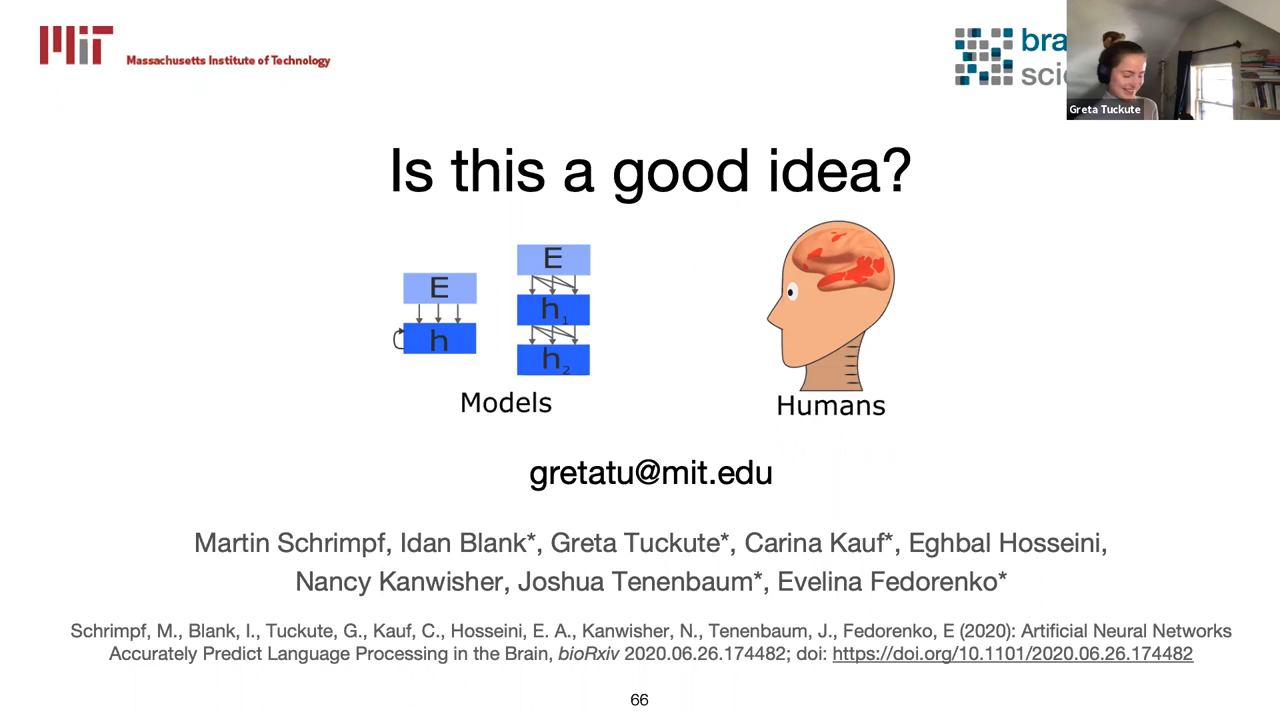 MIT
Massachusetts Institute of Technology
bra
scie
Greta Tuckute
Is this a good idea?
E
h
E
h₁
h₂
Models
Humans
gretatu@mit.edu
Martin Schrimpf, Idan Blank*, Greta Tuckute*, Carina Kauf*, Eghbal Hosseini,
Nancy Kanwisher, Joshua Tenenbaum*, Evelina Fedorenko*
Schrimpf, M., Blank, I., Tuckute, G., Kauf, C., Hosseini, E. A., Kanwisher, N., Tenenbaum, J., Fedorenko, E (2020): Artificial Neural Networks
Accurately Predict Language Processing in the Brain, bioRxiv 2020.06.26.174482; doi: https://doi.org/10.1101/2020.06.26.174482
66